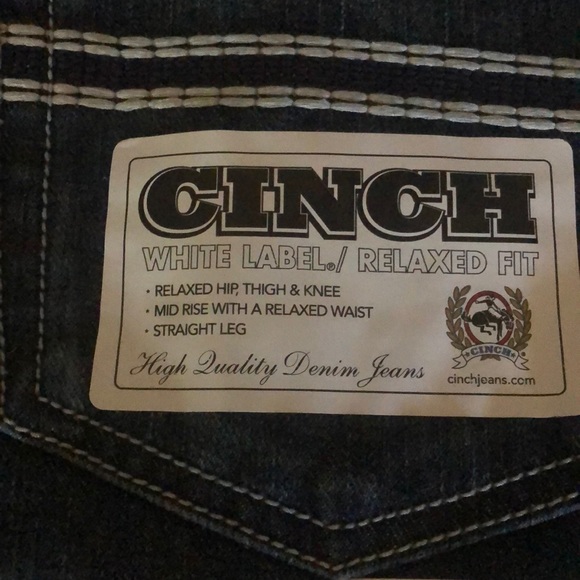 CINCH
WHITE LABEL®/ RELAXED FIT
· RELAXED HIP, THIGH & KNEE
· MID RISE WITH A RELAXED WAIST
· STRAIGHT LEG
High Quality Denim Jeans
CINCH
cinchjeans.com